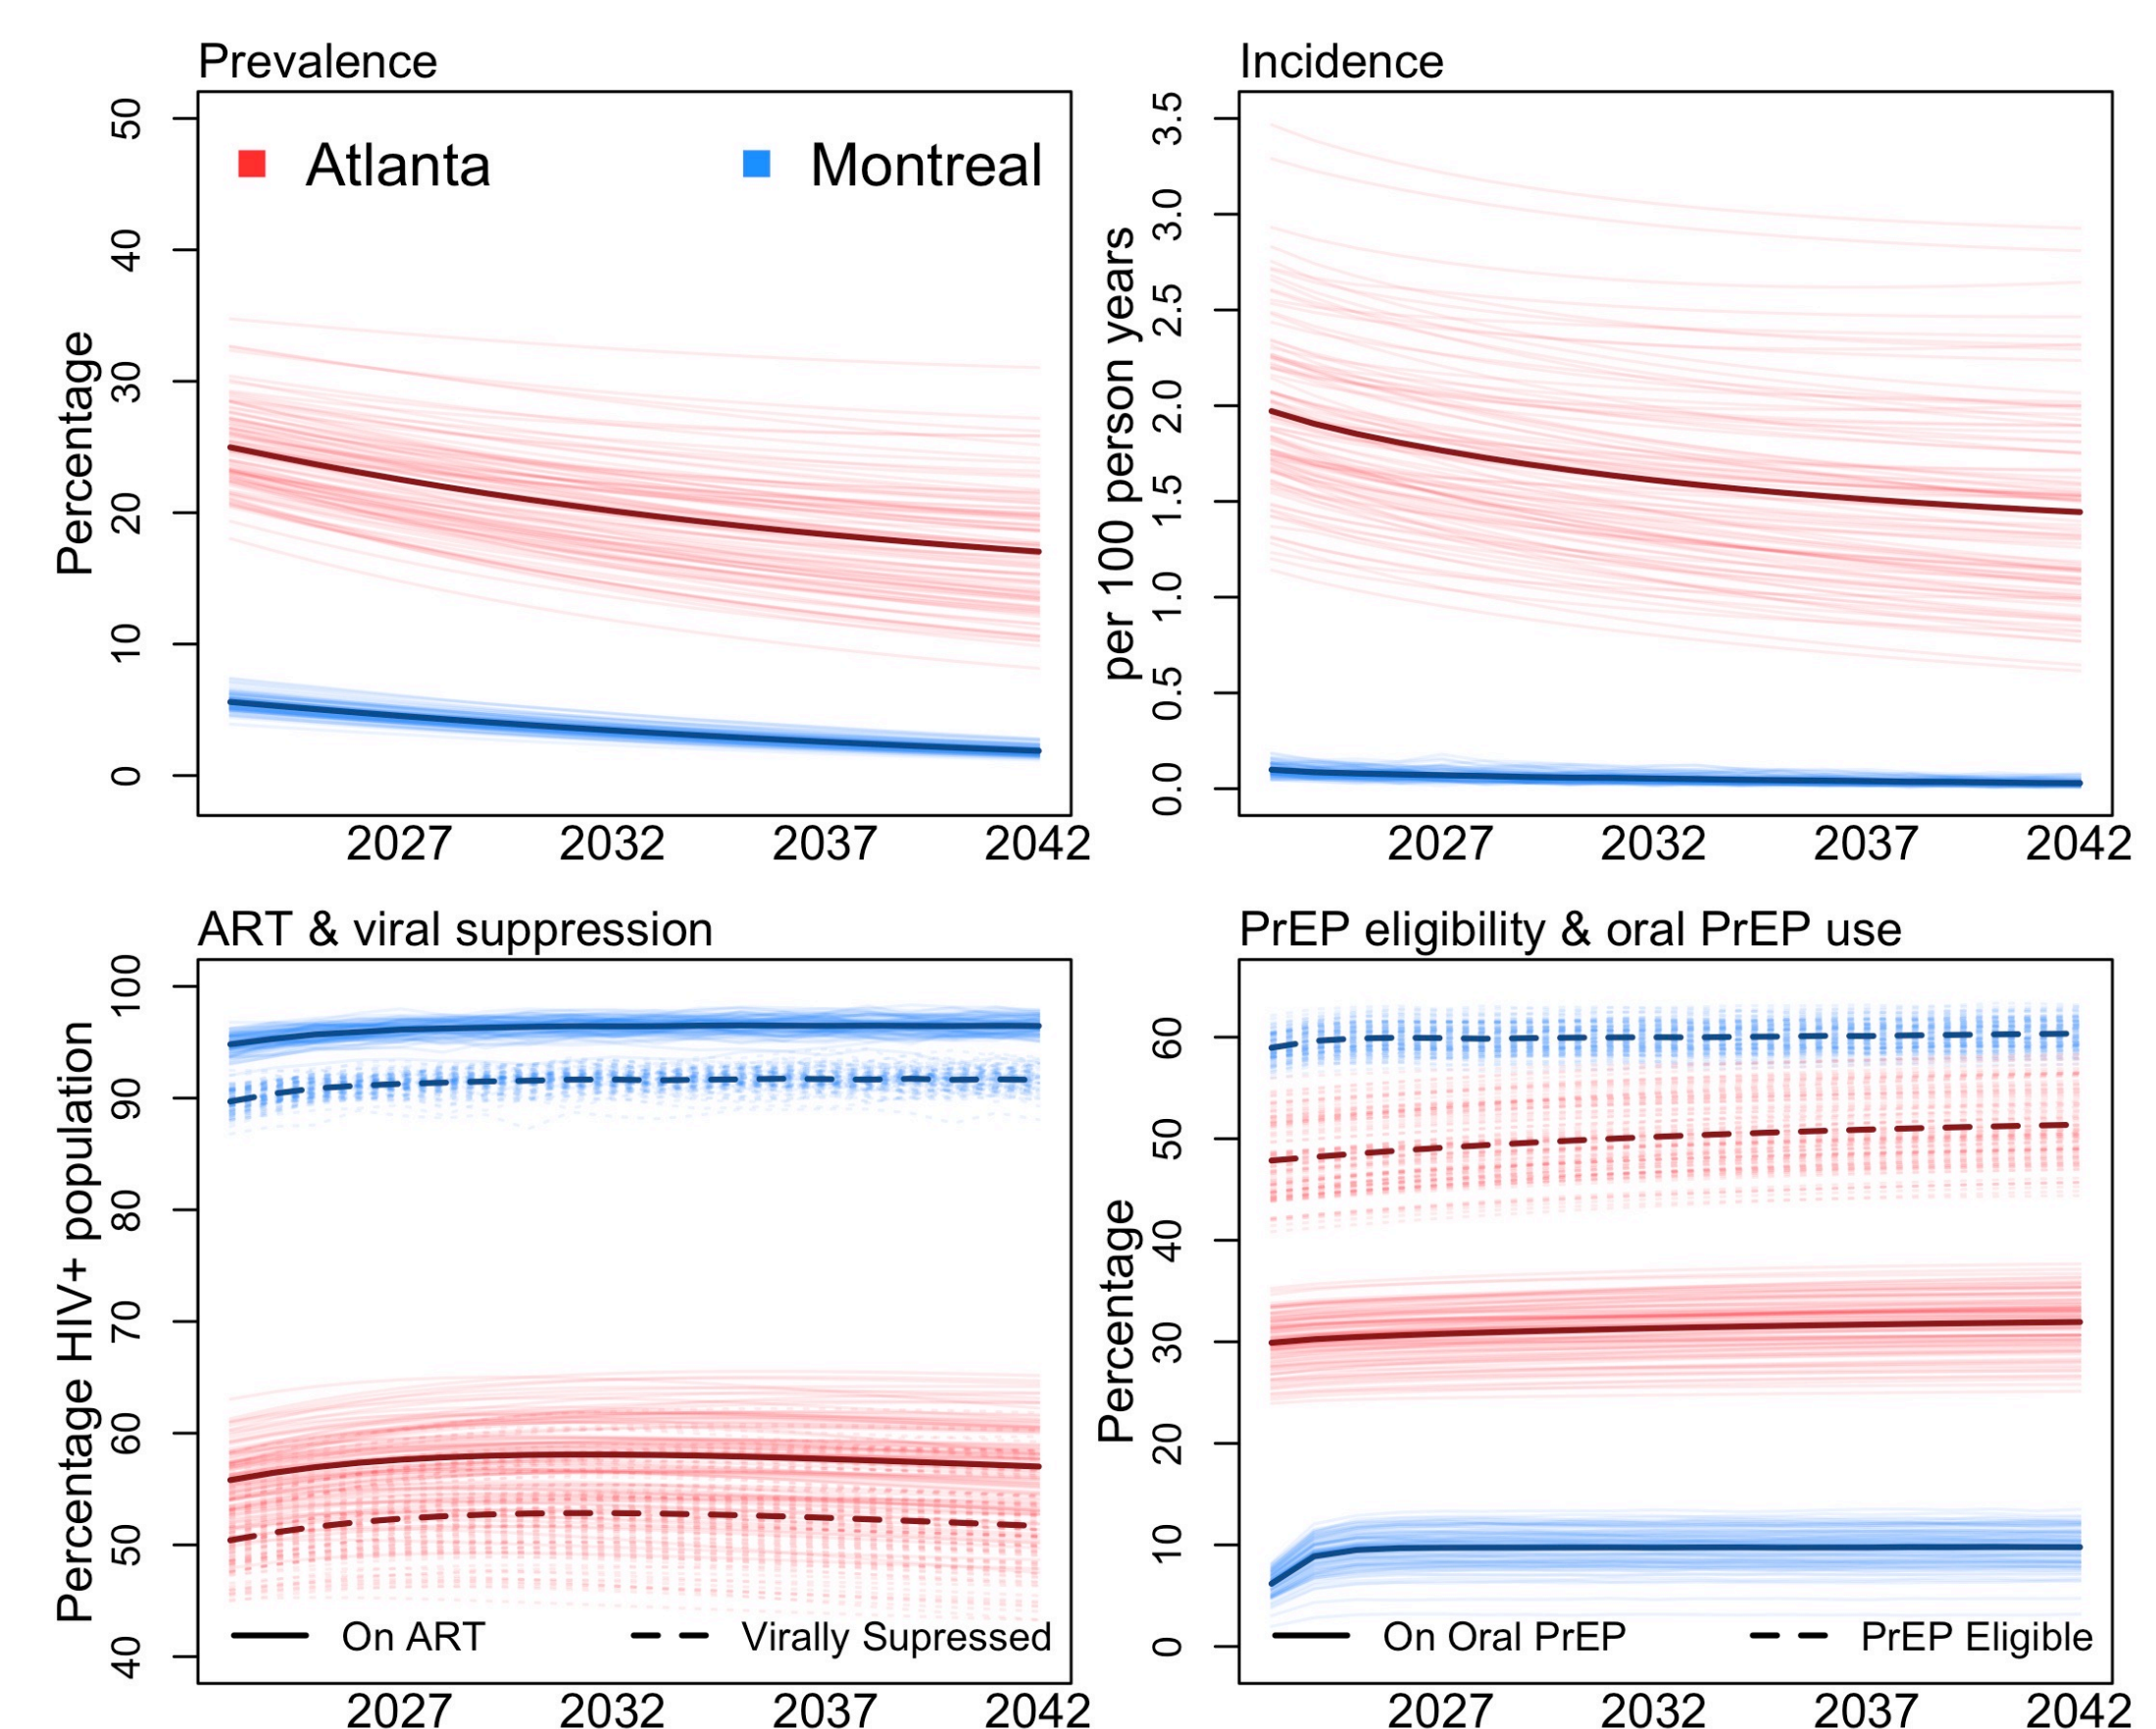 Prevalence
Percentage
50
40
30
20
10
0
Atlanta
Montreal
2027 2032 2037 2042
Incidence
per 100 person years
3.5
3.0
2.5
2.0
1.5
1.0
0.5
0.0
2027 2032 2037 2042
ART & viral suppression
Percentage HIV+ population
100
90
80
70
60
50
40
On ART
Virally Supressed
2027 2032 2037 2042
PrEP eligibility & oral PrEP use
Percentage
60
50
40
30
20
10
0
On Oral PrEP
PrEP Eligible
2027 2032 2037 2042